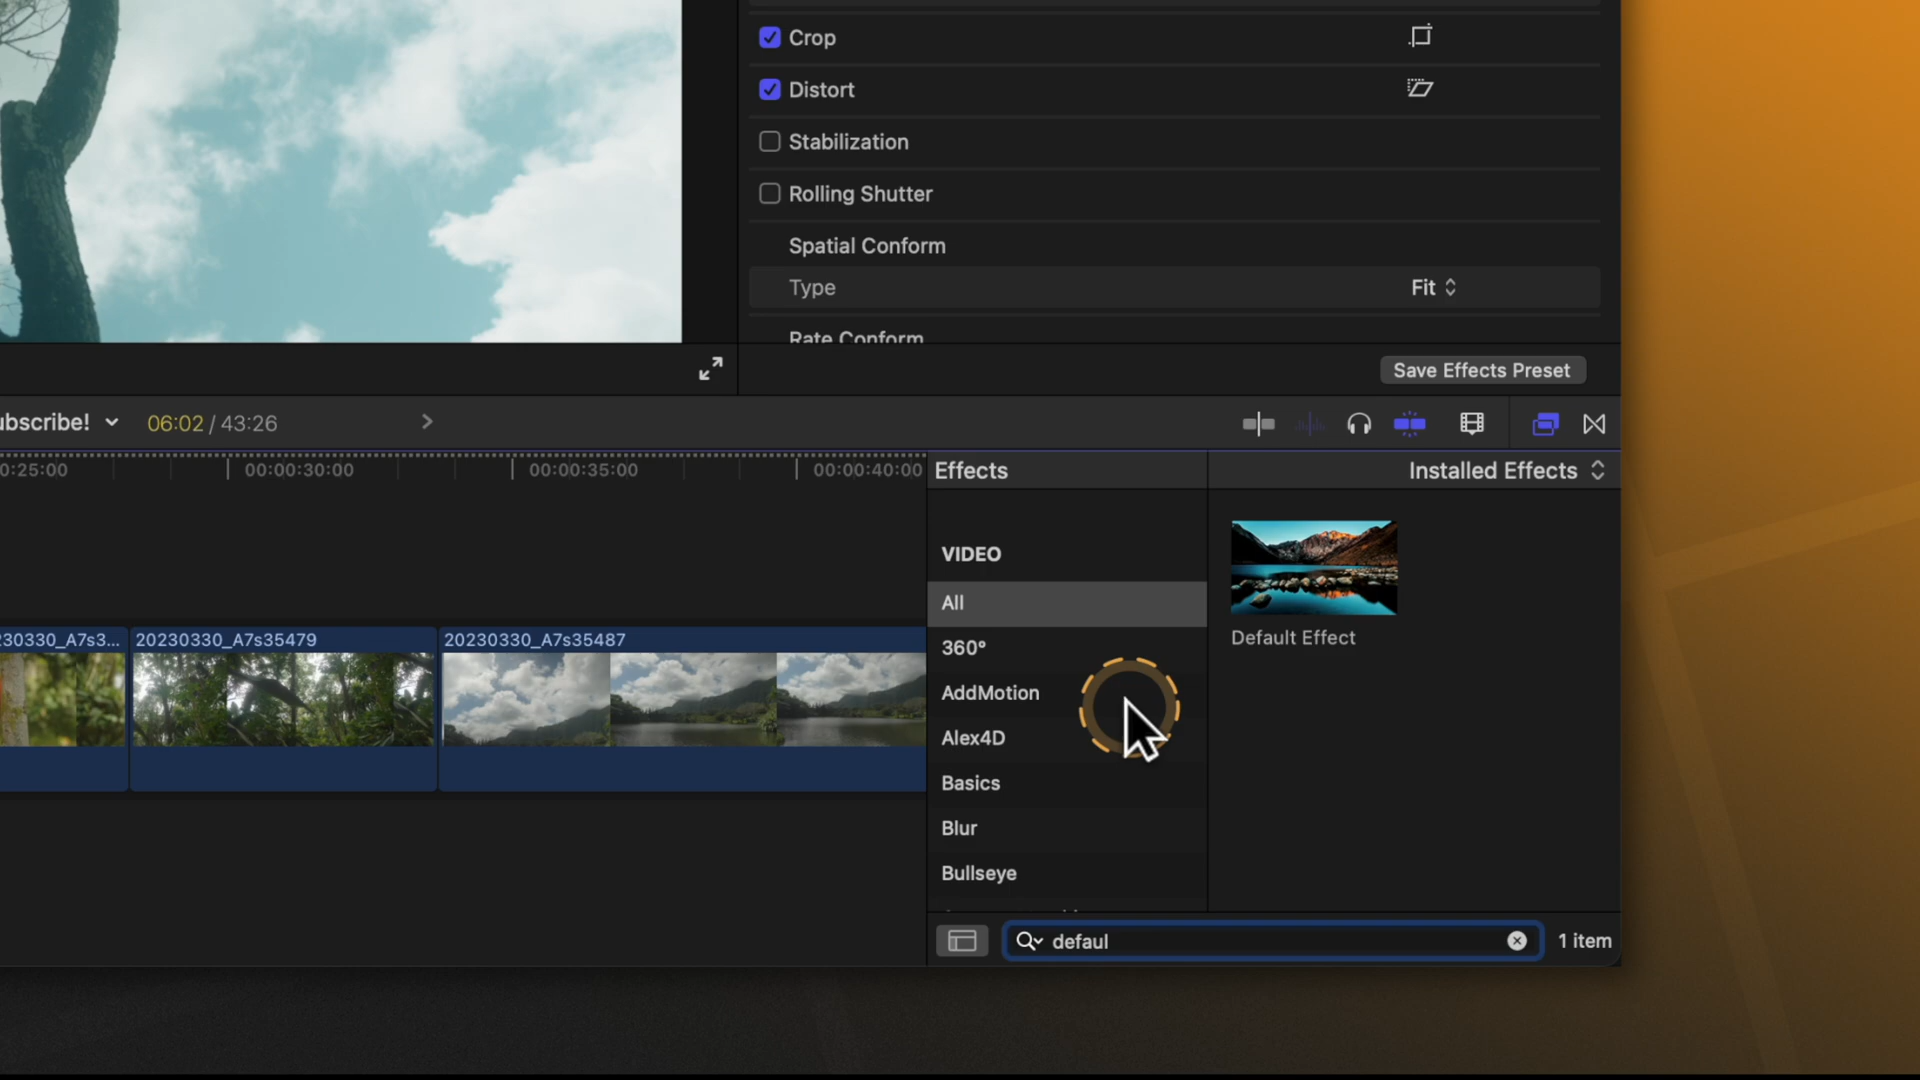 Crop
Distort
Stabilization
Rolling Shutter
Spatial Conform
Type Fit
Rate Conform
Save Effects Preset
ubscribe! 06:02 / 43:26
0:25:00 00:00:30:00 00:00:35:00 00:00:40:00
Effects Installed Effects
VIDEO
All
360°
AddMotion
Alex4D
Basics
Blur
Bullseye
Default Effect
230330_A7s3... 20230330_A7s35479 20230330_A7s35487
defaul 1 item